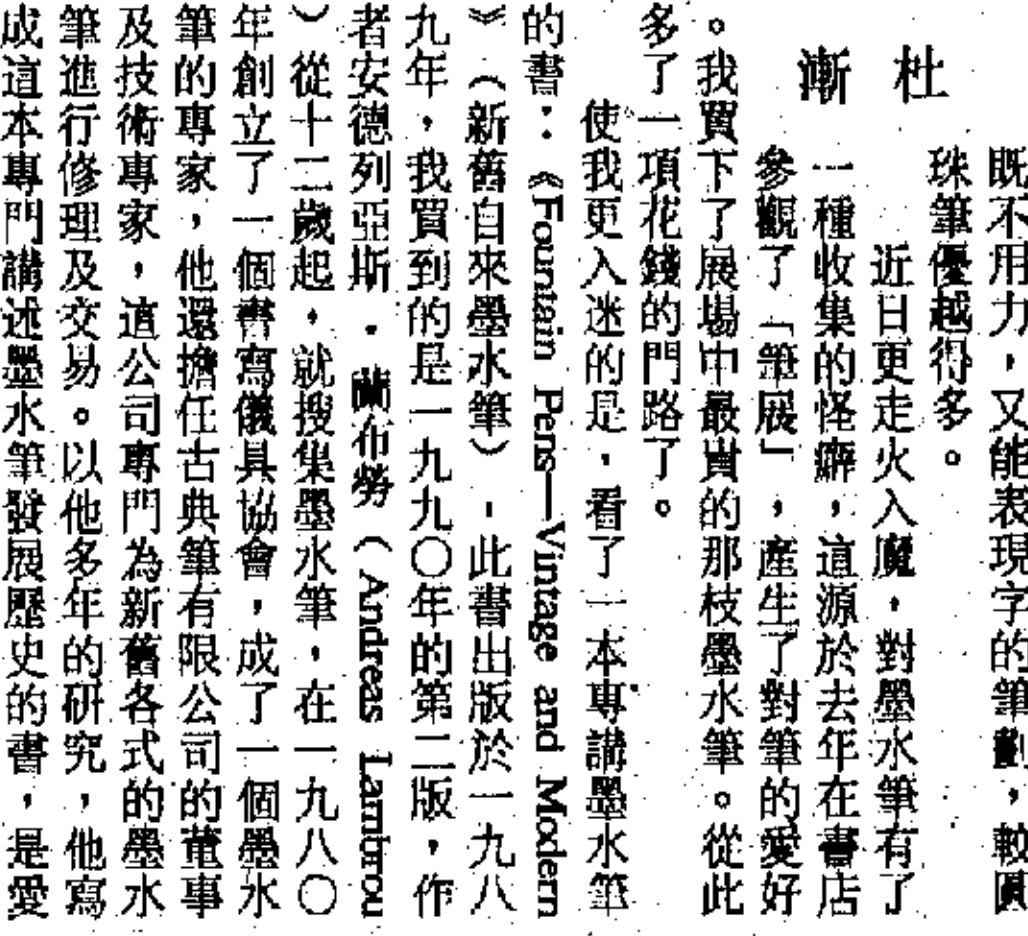 既不用力，又能表現字的筆劃，較圓
珠筆優越得多。
近日更走火入魔，對墨水筆有了
一種收集的怪癖，這源於去年在書店
參觀了「筆展」，產生了對筆的愛好
。我買下了展場中最貴的那枝墨水筆。從此
多了一項花錢的門路了。
使我更入迷的是，看了一本專講墨水筆
的書：《Fountain Pens—Vintage and Modern
》（新舊自來墨水筆），此書出版於一九八
九年，我買到的是一九九〇年的第二版，作
者安德列亞斯．蘭布勞（Andreas Lambrou
）從十二歲起，就搜集墨水筆，在一九八〇
年創立了一個書寫儀具協會，成了一個墨水
筆的專家，他還擔任古典筆有限公司的董事
及技術專家，這公司專門為新舊各式的墨水
筆進行修理及交易。以他多年的研究，他寫
成這本專門講述墨水筆發展歷史的書，是愛
杜
漸